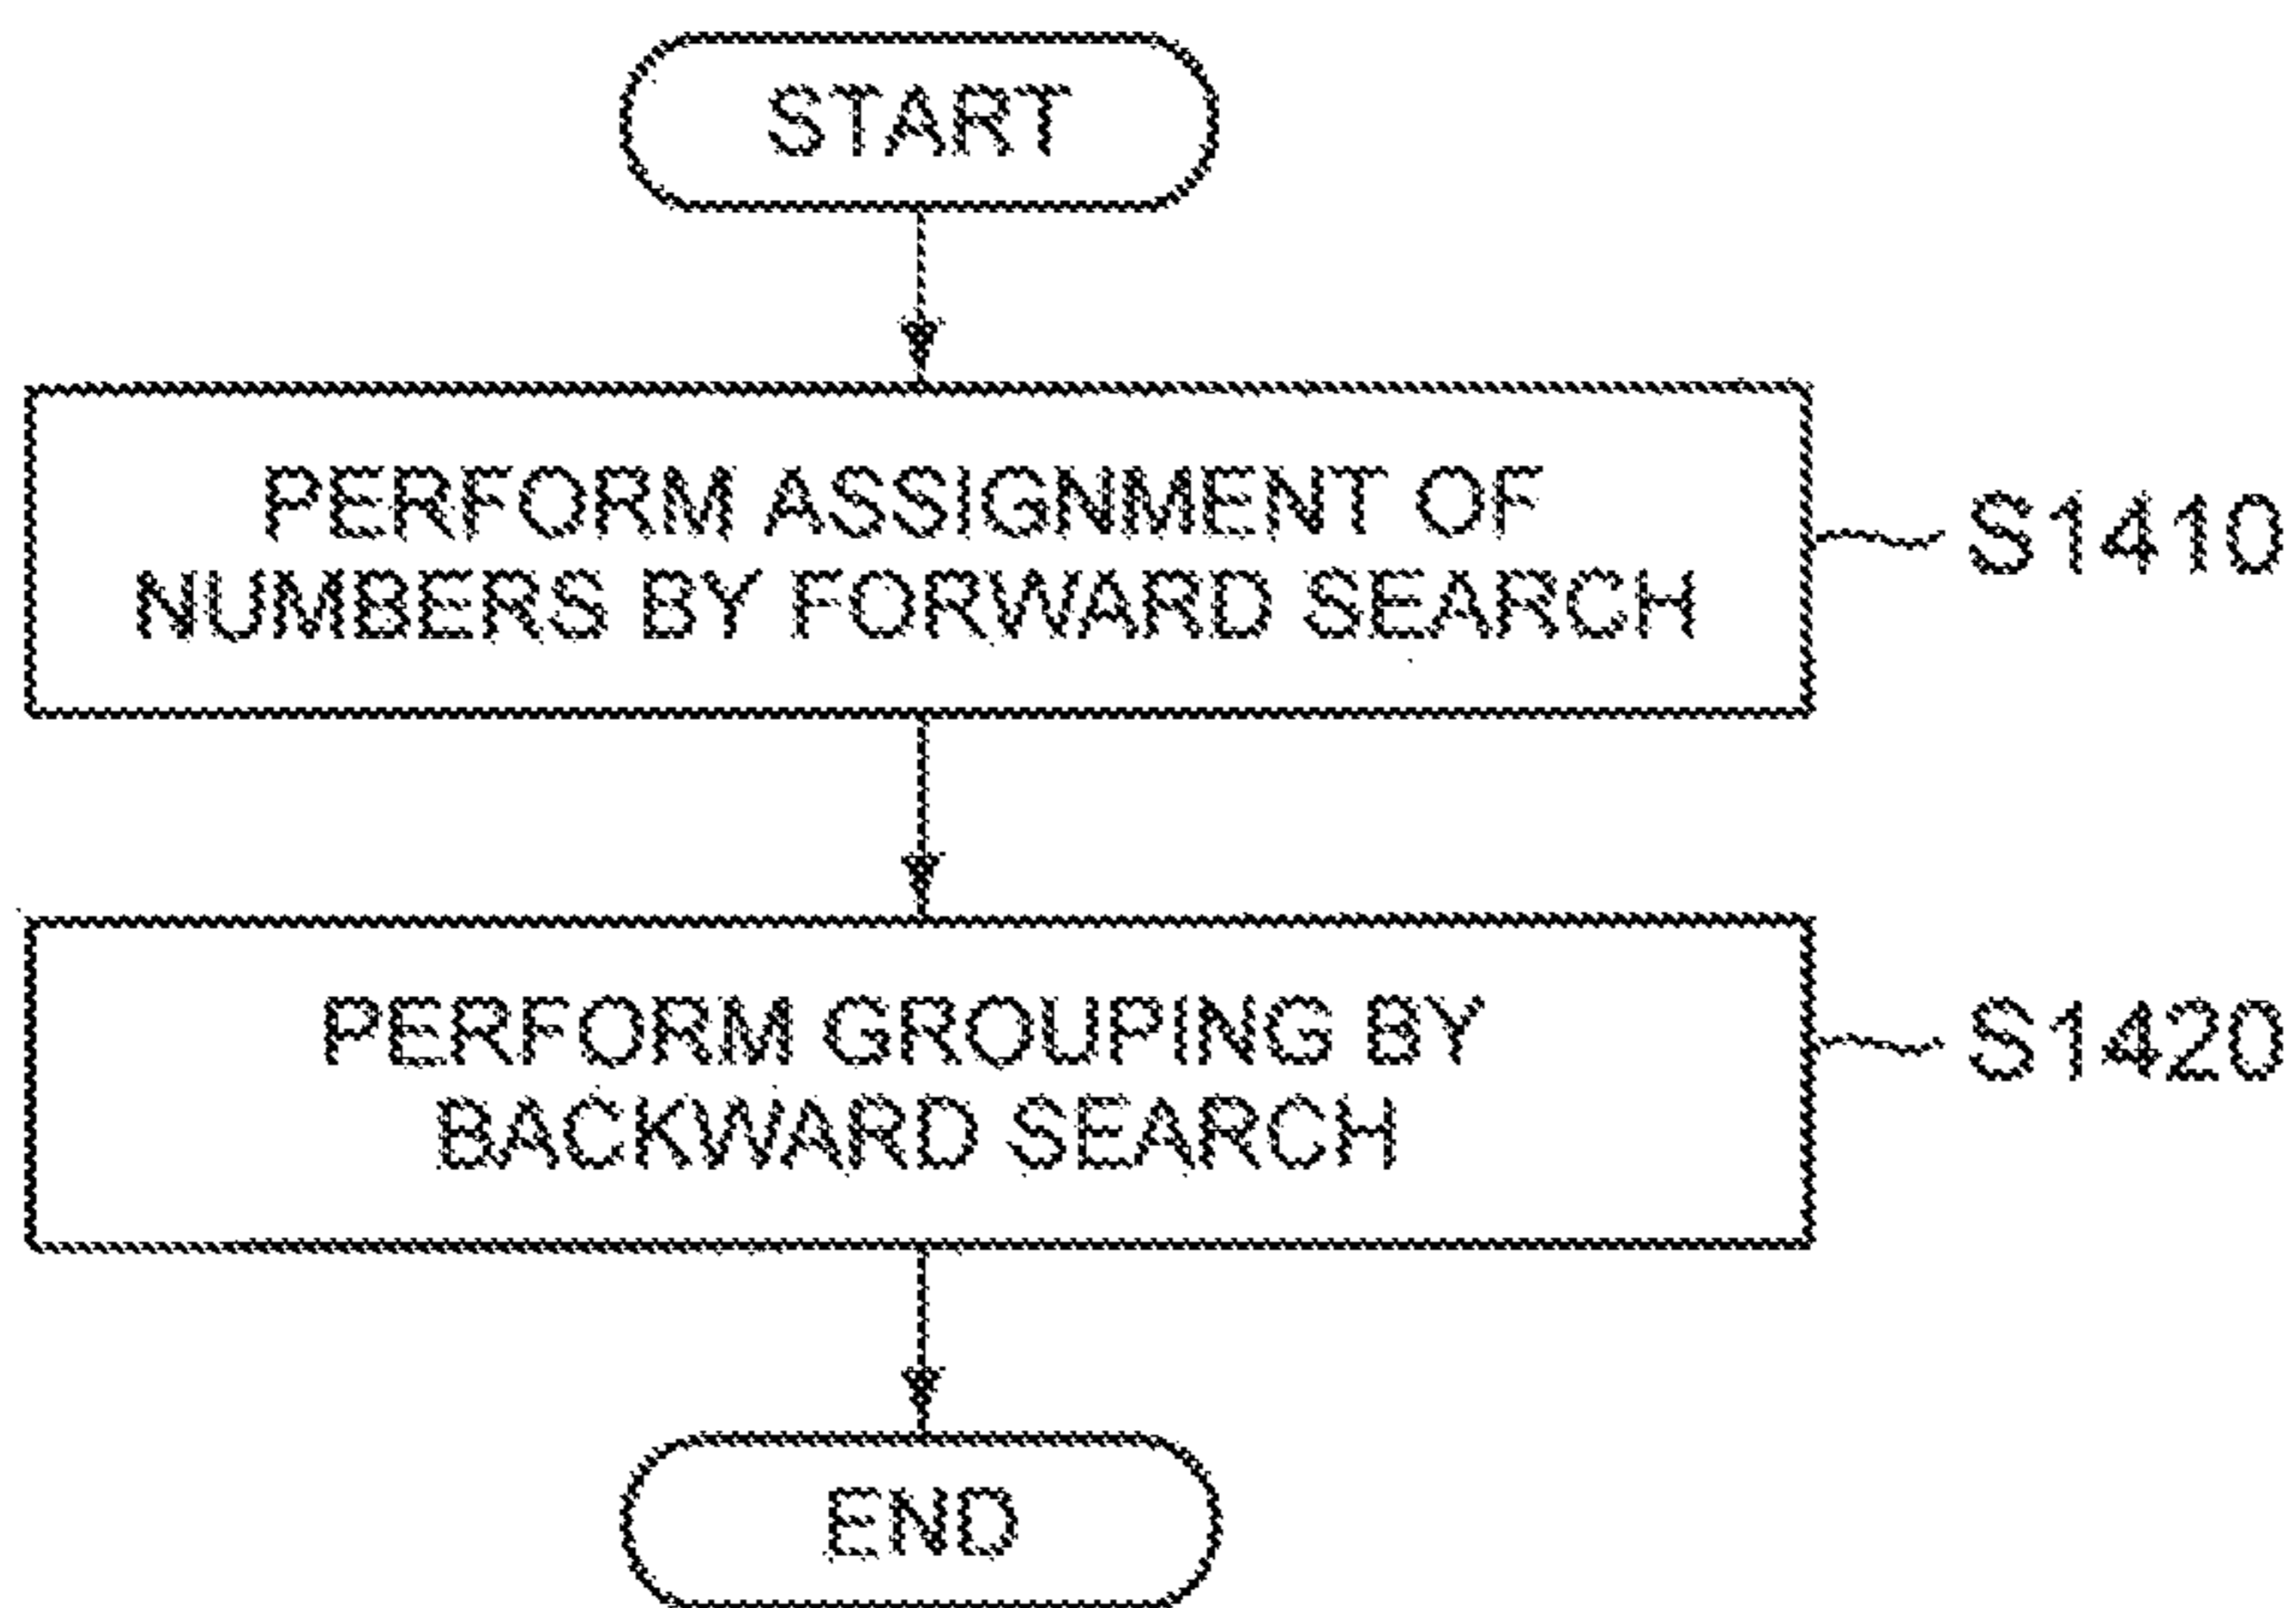 START
PERFORM ASSIGNMENT OF
NUMBERS BY FORWARD SEARCH
S1410
PERFORM GROUPING BY
BACKWARD SEARCH
S1420
END